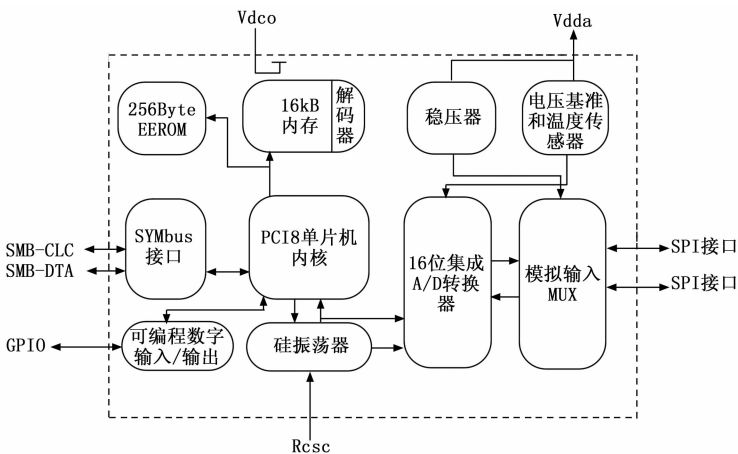 Vdco
Vdda
256Byte
EEROM
16kB
内存
解码器
稳压器
电压基准
和温度传
感器
SMB-CLC
SMB-DTA
SYMbus
接口
PCI8单片机
内核
16位集成
A/D转换
器
模拟输入
MUX
SPI接口
SPI接口
GPIO
可编程数字
输入/输出
硅振荡器
Rcsc